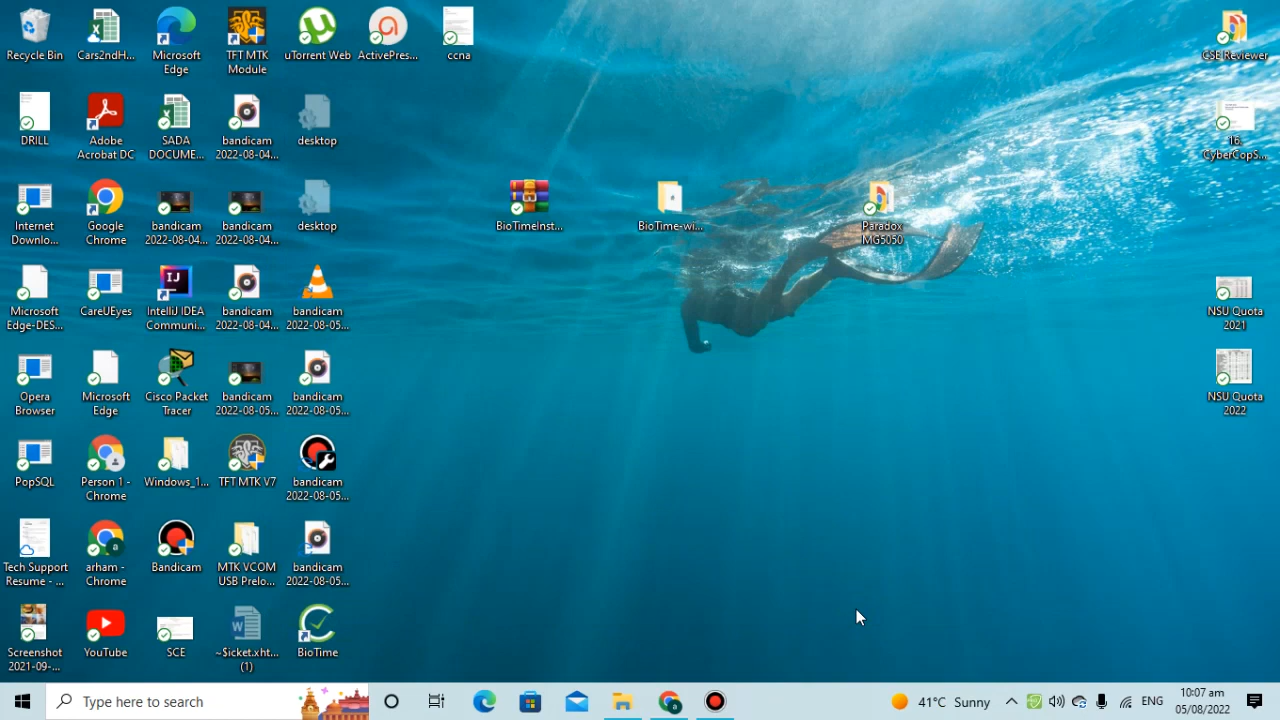 Recycle Bin
Cars2ndH...
Microsoft
Edge
TFT MTK
Module
uTorrent Web
ActivePres...
ccna
CSE Reviewer
DRILL
Adobe
Acrobat DC
SADA
DOCUME...
bandicam
2022-08-04...
desktop
16.
CyberCopS...
Internet
Downlo...
Google
Chrome
bandicam
2022-08-04...
bandicam
2022-08-04...
desktop
BioTimeInst...
BioTime-wi...
Paradox
MG5050
Microsoft
Edge-DES...
CareUEyes
IntelliJ IDEA
Communi...
bandicam
2022-08-04...
bandicam
2022-08-05...
NSU Quota
2021
Opera
Browser
Microsoft
Edge
Cisco Packet
Tracer
bandicam
2022-08-05...
bandicam
2022-08-05...
NSU Quota
2022
PopSQL
Person 1 -
Chrome
Windows_1...
TFT MTK V7
bandicam
2022-08-05...
Tech Support
Resume - ...
arham -
Chrome
Bandicam
MTK VCOM
USB Prelo...
bandicam
2022-08-05...
Screenshot
2021-09-...
YouTube
SCE
~$icket.xht...
(1)
BioTime
Type here to search
41°C Sunny
ENG
10:07 am
05/08/2022